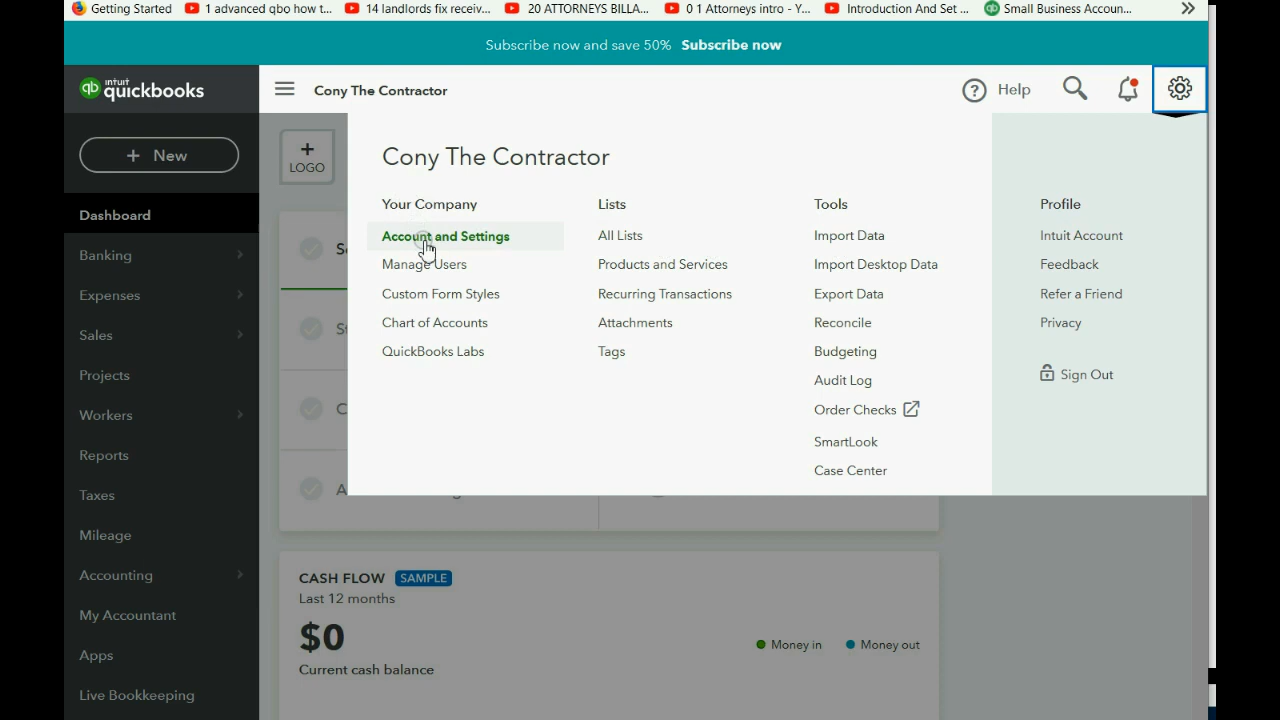 Getting Started 1 advanced qbo how t... 14 landlords fix receiv... 20 ATTORNEYS BILLA... 0 1 Attorneys intro - Y... Introduction And Set ... Small Business Accoun...
Subscribe now and save 50% Subscribe now
qb intuit quickbooks
Cony The Contractor
Help
+ New
+ LOGO
Dashboard
Banking
Expenses
Sales
Projects
Workers
Reports
Taxes
Mileage
Accounting
My Accountant
Apps
Live Bookkeeping
Cony The Contractor
Your Company
Account and Settings
Manage Users
Custom Form Styles
Chart of Accounts
QuickBooks Labs
Lists
All Lists
Products and Services
Recurring Transactions
Attachments
Tags
Tools
Import Data
Import Desktop Data
Export Data
Reconcile
Budgeting
Audit Log
Order Checks
SmartLook
Case Center
Profile
Intuit Account
Feedback
Refer a Friend
Privacy
Sign Out
CASH FLOW SAMPLE
Last 12 months
$0
Current cash balance
Money in Money out